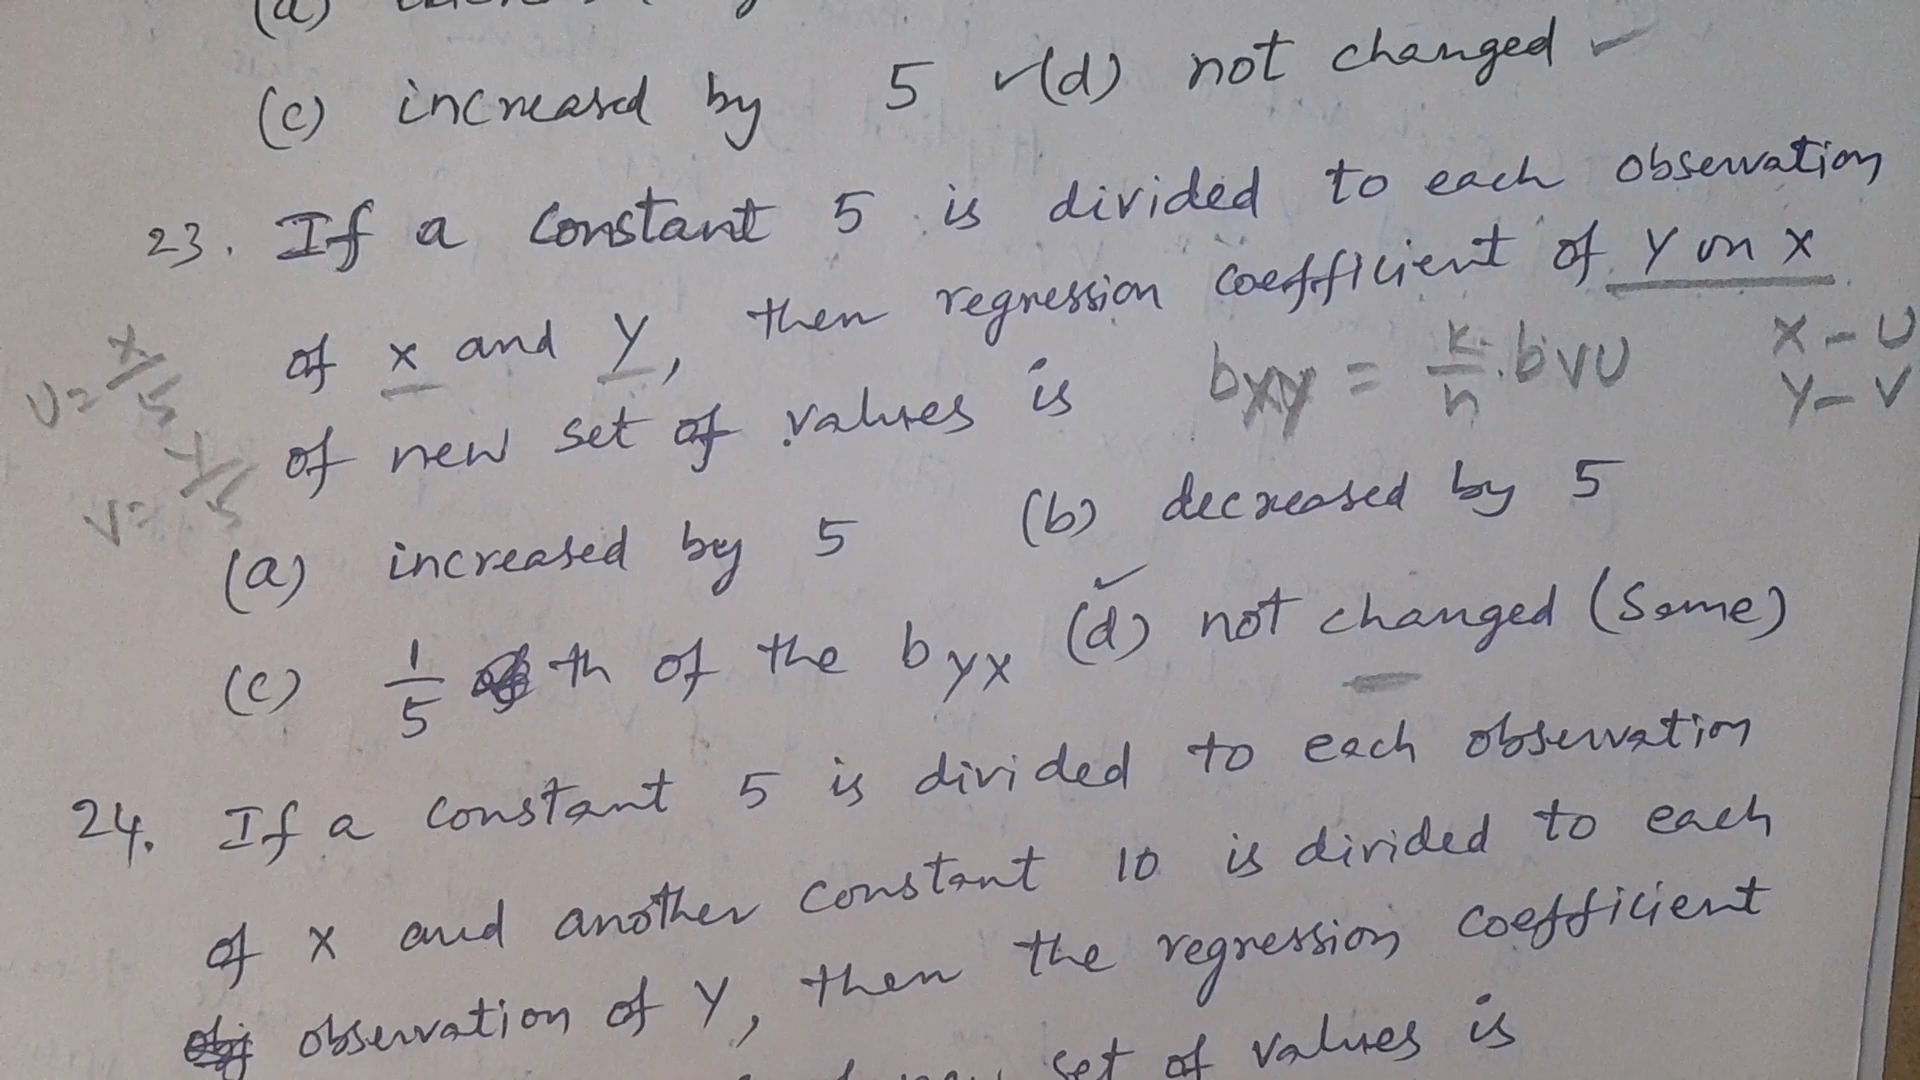 (c) increased by 5 ✓(d) not changed
23. If a constant 5 is divided to each observation
of x and y, then regression coefficient of Y on X
of new set of values is
U = X/5
V = Y/5
bxy = k/h . bvu
X - U
Y - V
(a) increased by 5 (b) decreased by 5
(c) 1/5 th of the byx (d) ✓ not changed (Same)
24. If a constant 5 is divided to each observation
of x and another constant 10 is divided to each
observation of Y, then the regression coefficient
set of values is